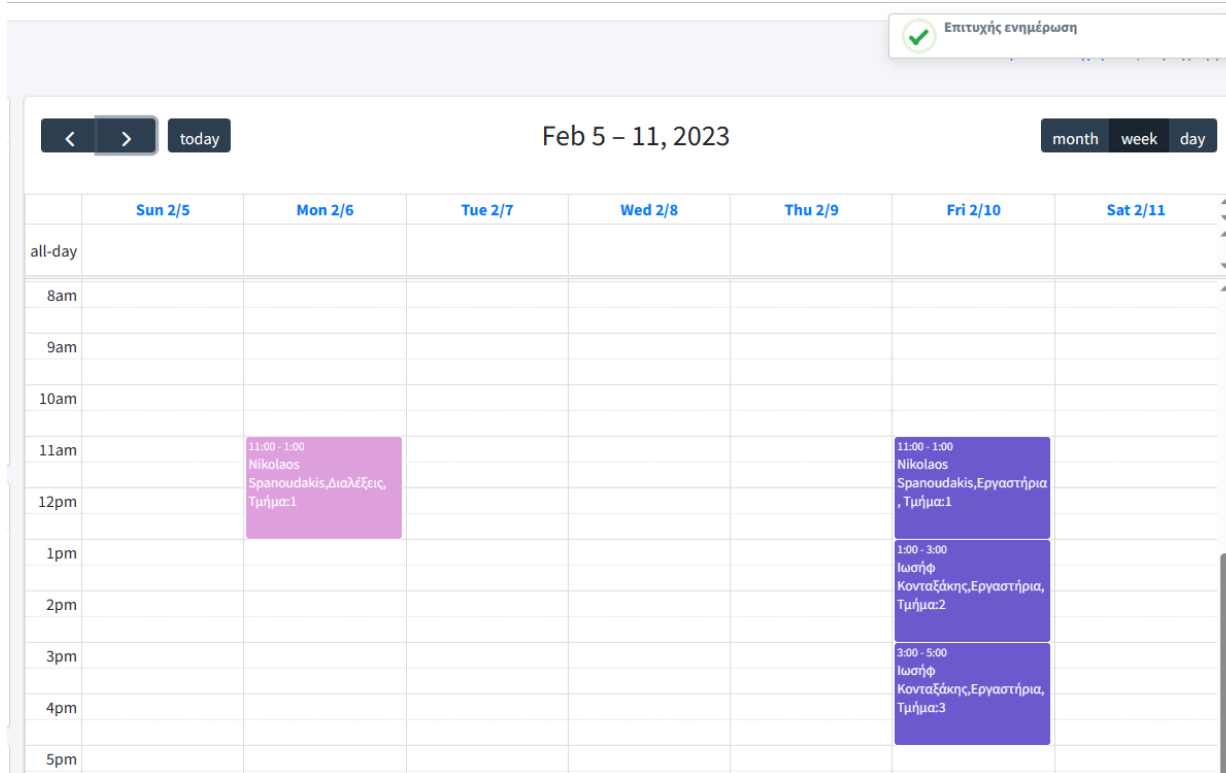 Επιτυχής ενημέρωση
today
Feb 5 – 11, 2023
month week day
Sun 2/5 Mon 2/6 Tue 2/7 Wed 2/8 Thu 2/9 Fri 2/10 Sat 2/11
all-day
8am
9am
10am
11am
12pm
1pm
2pm
3pm
4pm
5pm
11:00 - 1:00
Nikolaos
Spanoudakis,Διαλέξεις,
Τμήμα:1
11:00 - 1:00
Nikolaos
Spanoudakis,Εργαστήρια
, Τμήμα:1
1:00 - 3:00
Ιωσήφ
Κονταξάκης,Εργαστήρια,
Τμήμα:2
3:00 - 5:00
Ιωσήφ
Κονταξάκης,Εργαστήρια,
Τμήμα:3